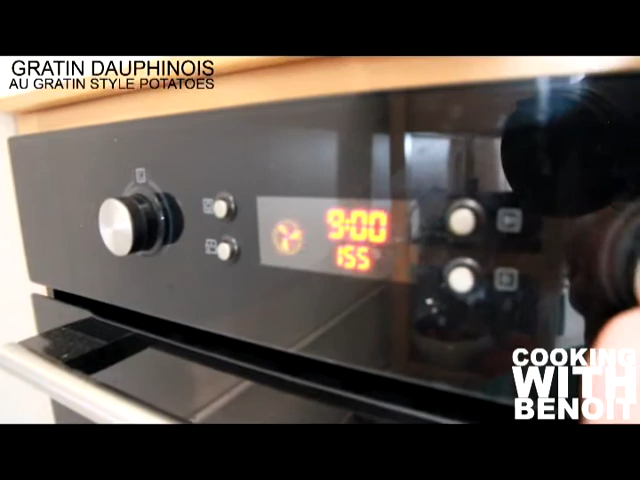 GRATIN DAUPHINOIS
AU GRATIN STYLE POTATOES
9:00
155
COOKING
WITH
BENOIT